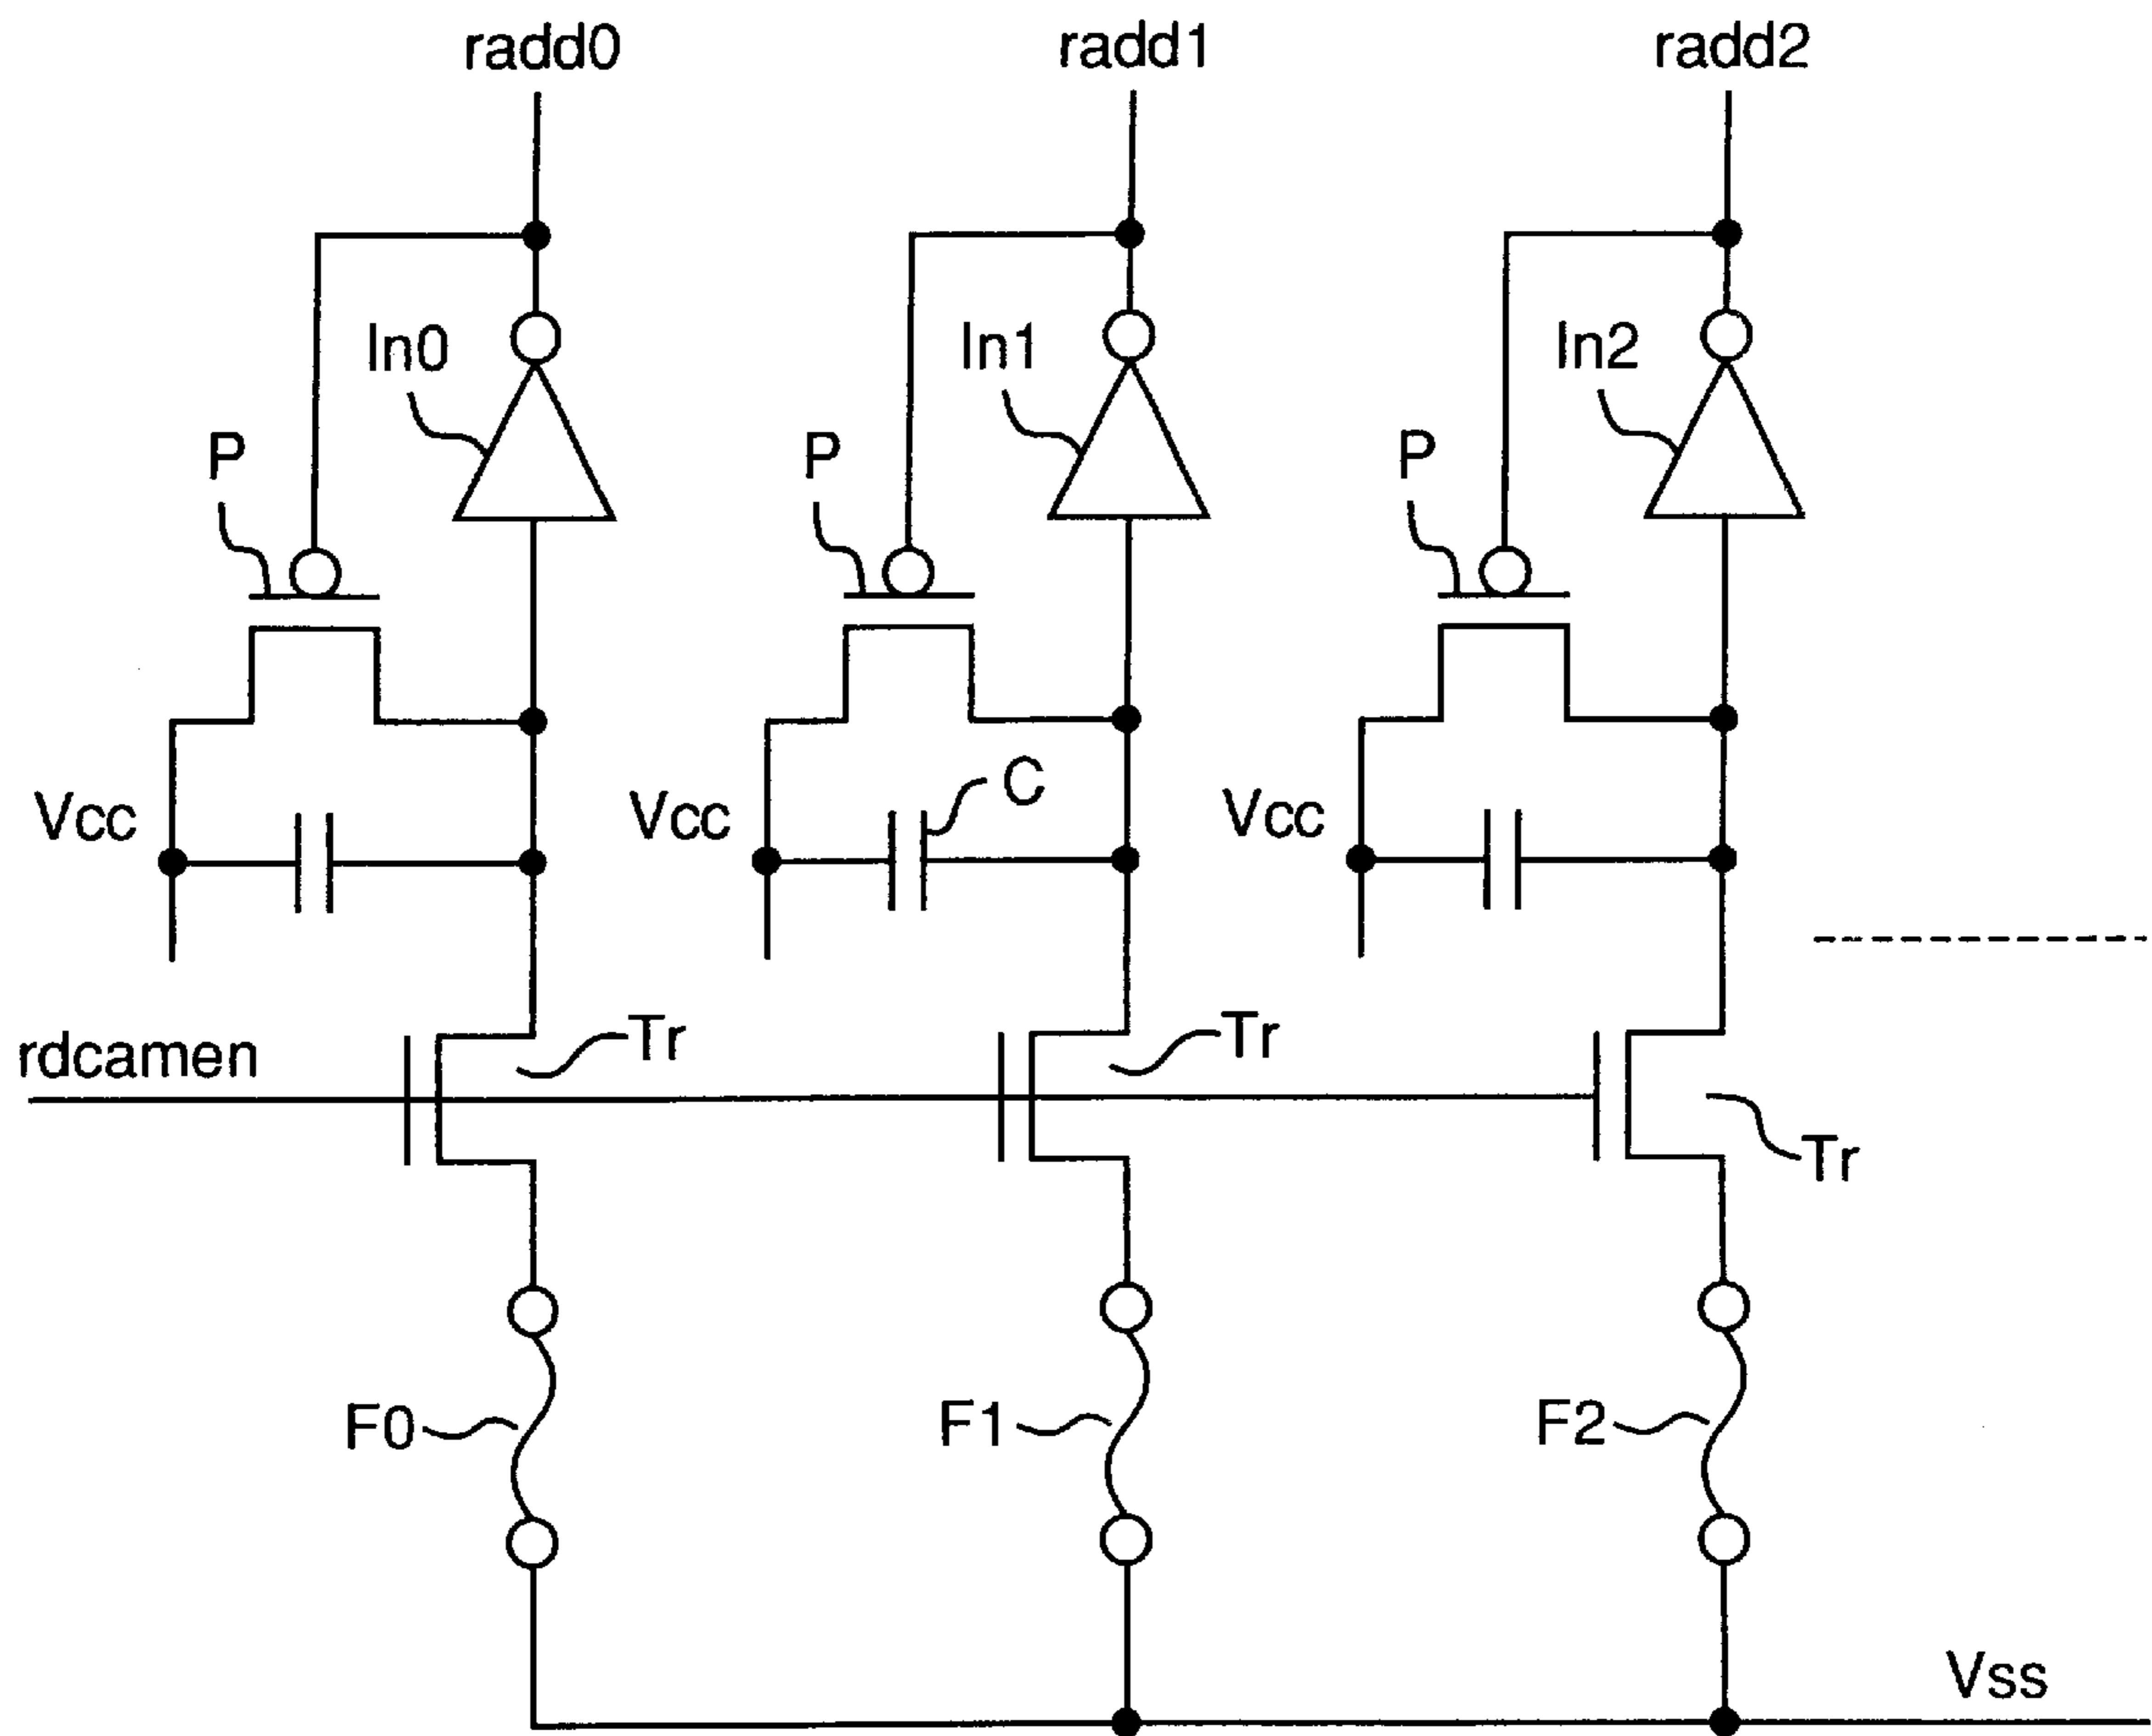 radd0 radd1 radd2
In0 In1 In2
P P P
C
Vcc Vcc Vcc
Tr Tr
rdcamen
Tr
F0 F1 F2
Vss